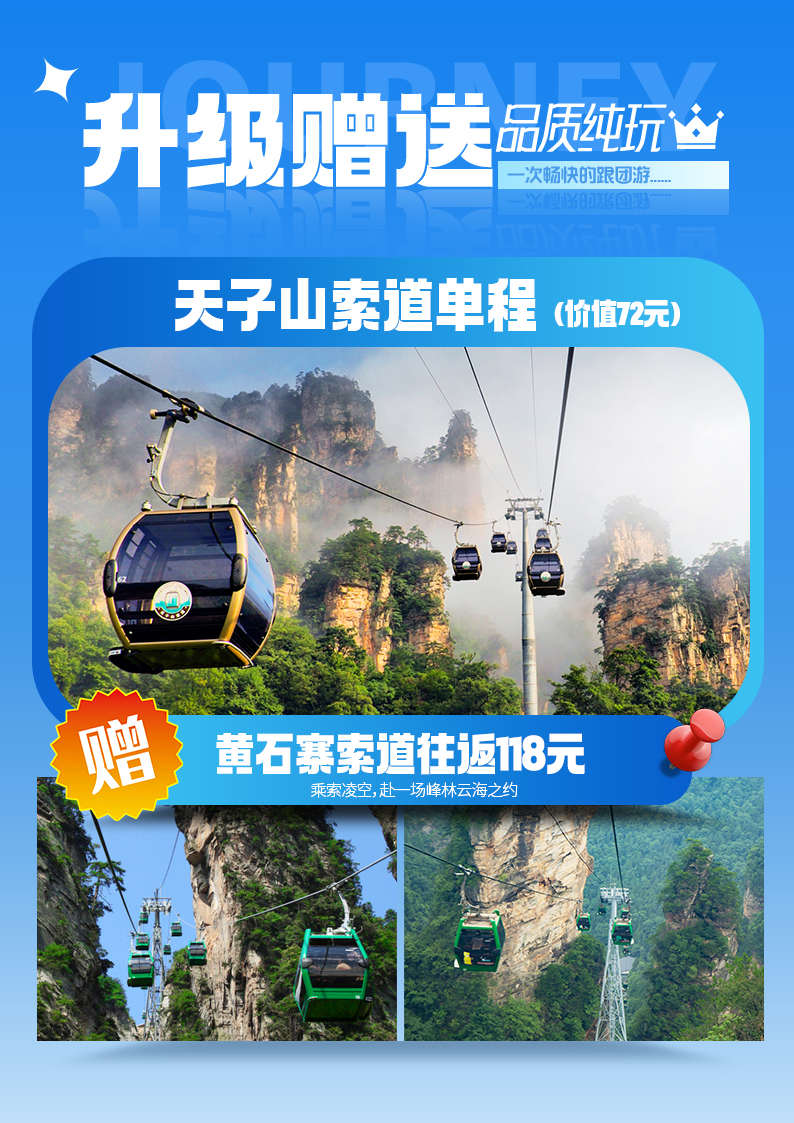 JOURNEY
升级赠送
品质纯玩
一次畅快的跟团游......
天子山索道单程（价值72元）
62
赠
黄石寨索道往返118元
乘索凌空，赴一场峰林云海之约